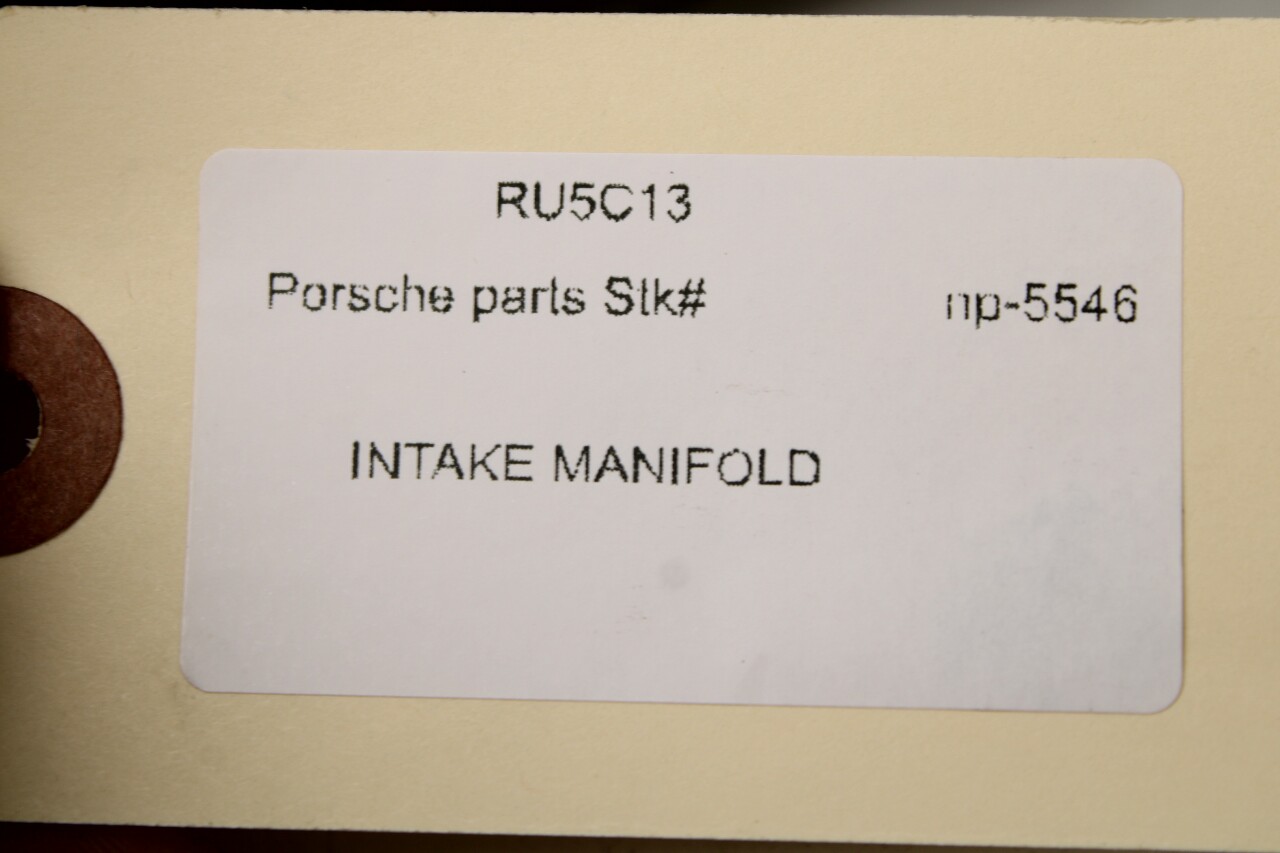 RU5C13
Porsche parts Stk# np-5546
INTAKE MANIFOLD